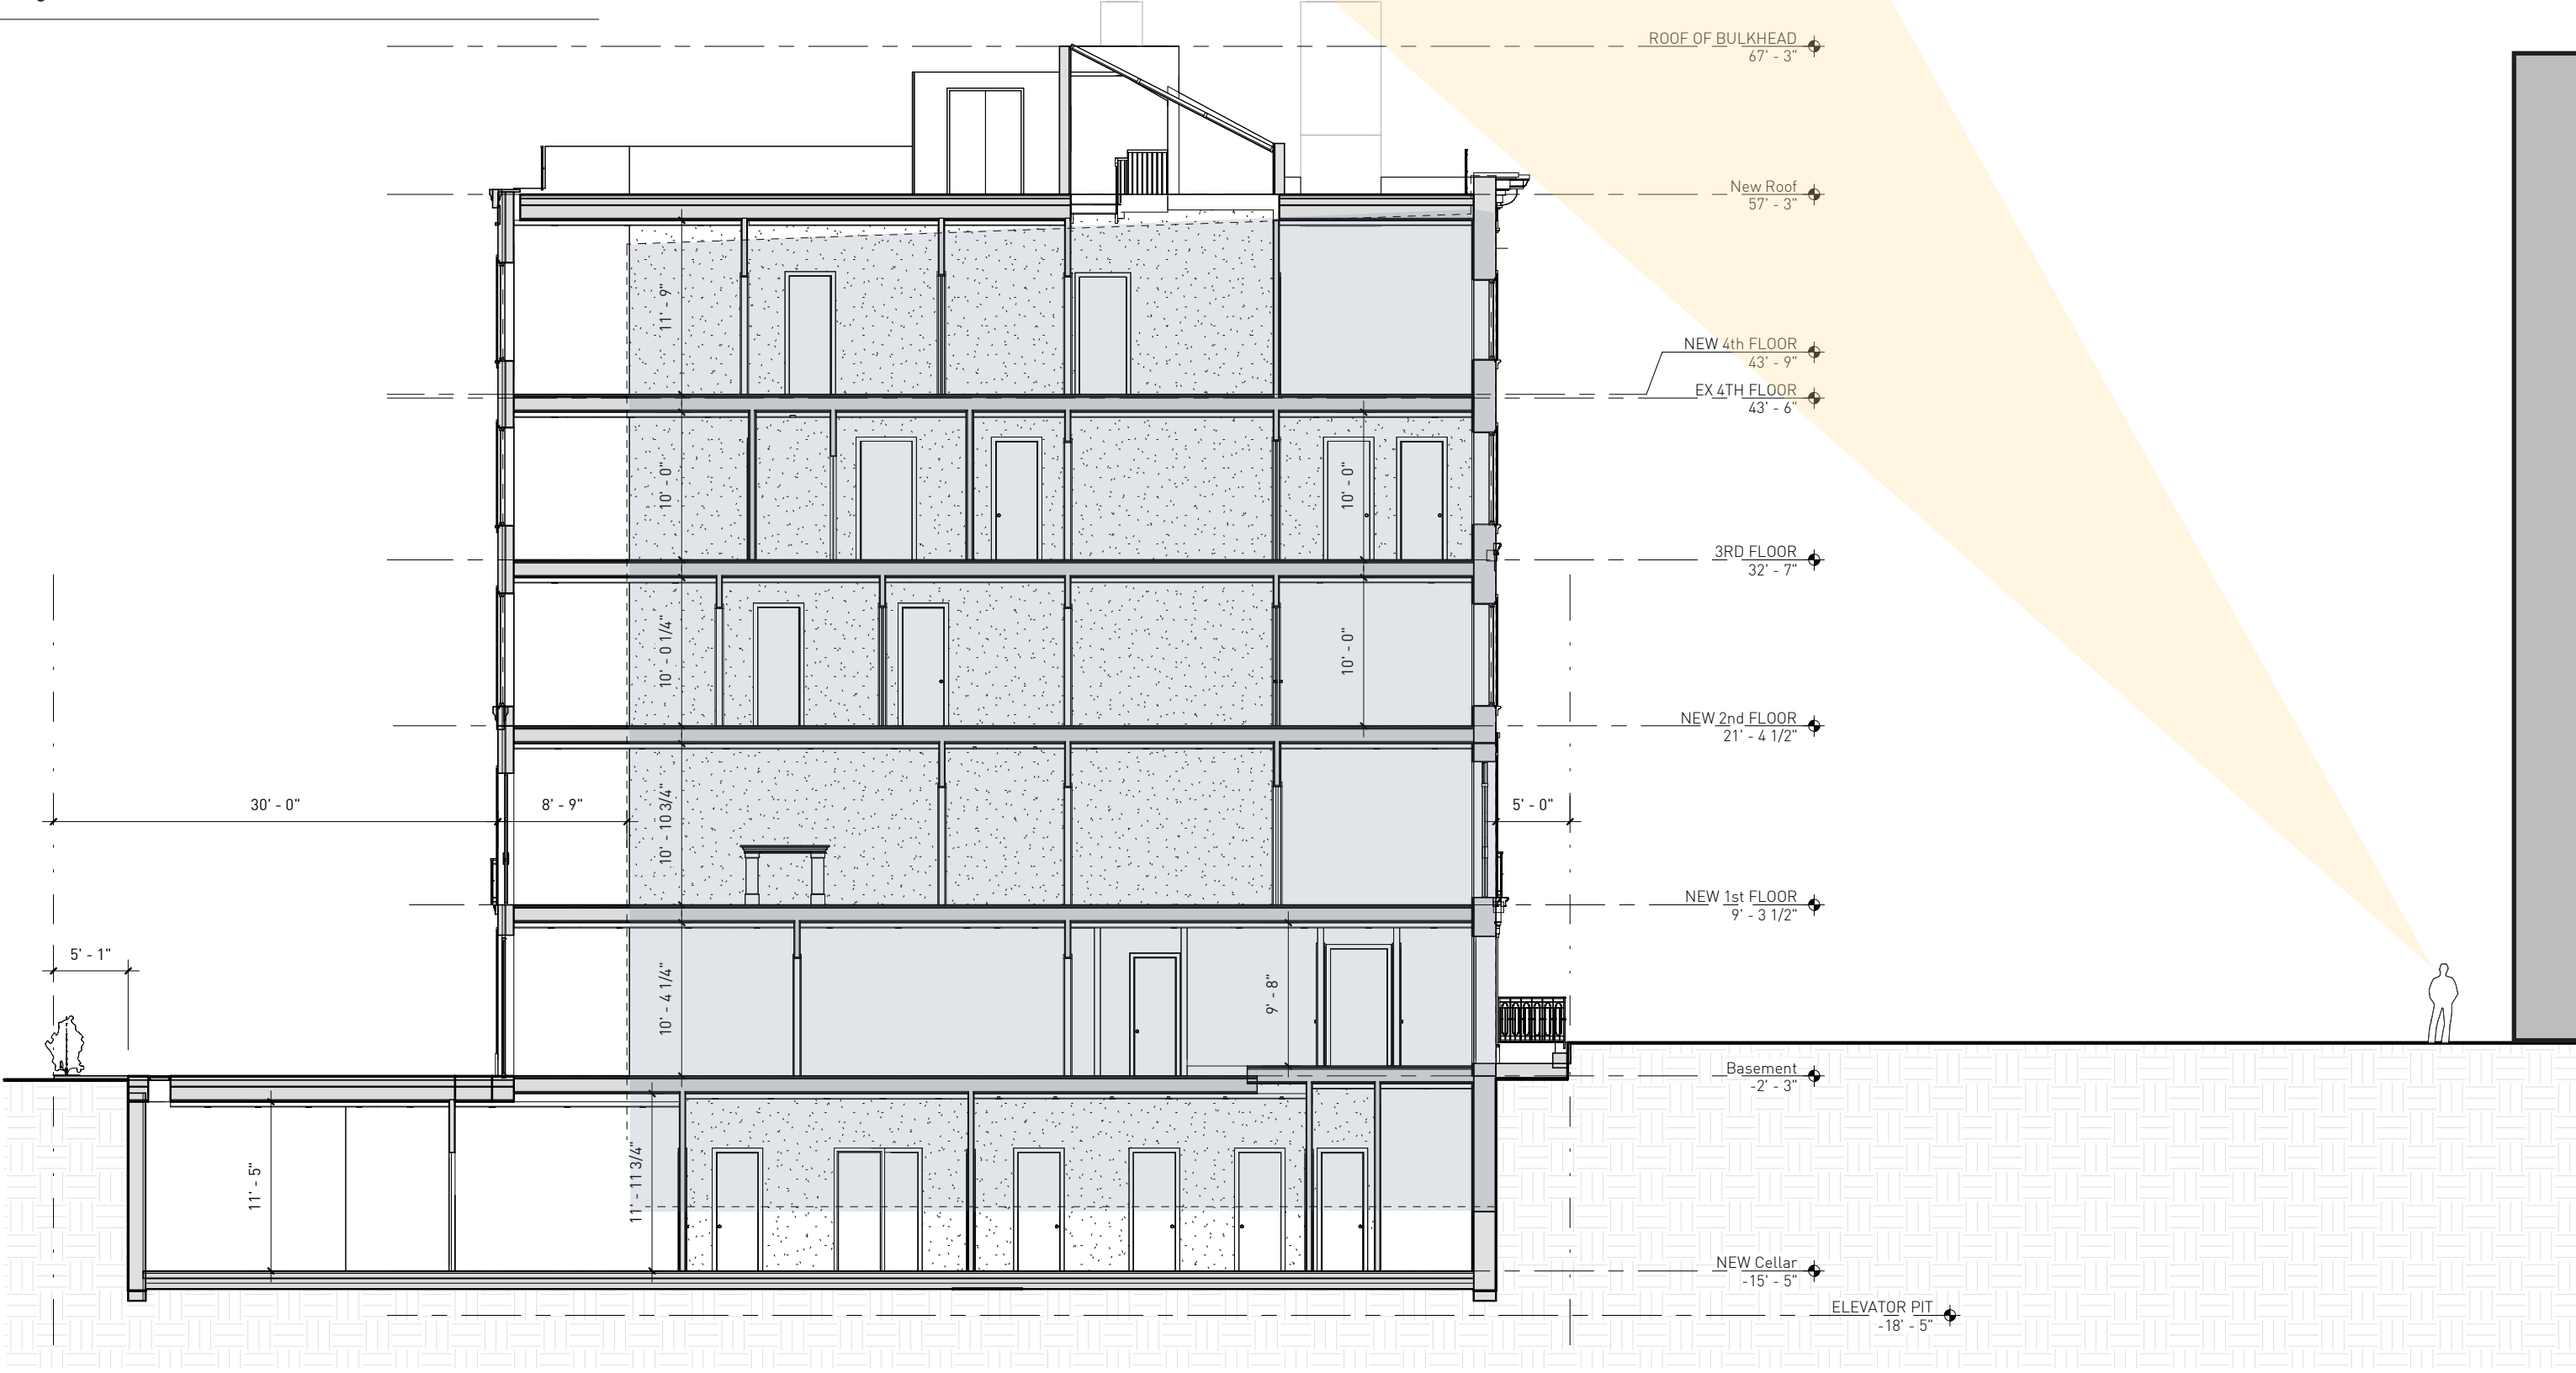 ROOF OF BULKHEAD
67' - 3"
New Roof
57' - 3"
11' - 9"
NEW 4th FLOOR
43' - 9"
EX 4TH FLOOR
43' - 6"
10' - 0"
10' - 0"
3RD FLOOR
32' - 7"
10' - 0 1/4"
10' - 0"
NEW 2nd FLOOR
21' - 4 1/2"
30' - 0"
8' - 9"
10' - 10 3/4"
5' - 0"
NEW 1st FLOOR
9' - 3 1/2"
5' - 1"
10' - 4 1/4"
9' - 8"
Basement
-2' - 3"
11' - 5"
11' - 11 3/4"
NEW Cellar
-15' - 5"
ELEVATOR PIT
-18' - 5"